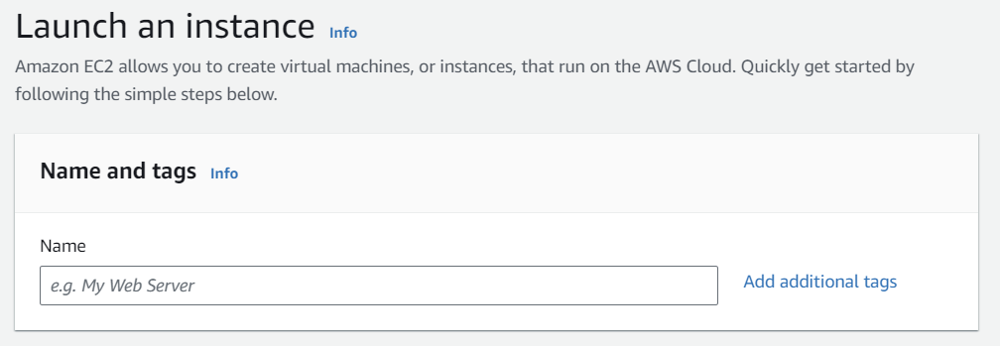 Launch an instance Info
Amazon EC2 allows you to create virtual machines, or instances, that run on the AWS Cloud. Quickly get started by
following the simple steps below.
Name and tags Info
Name
e.g. My Web Server
Add additional tags